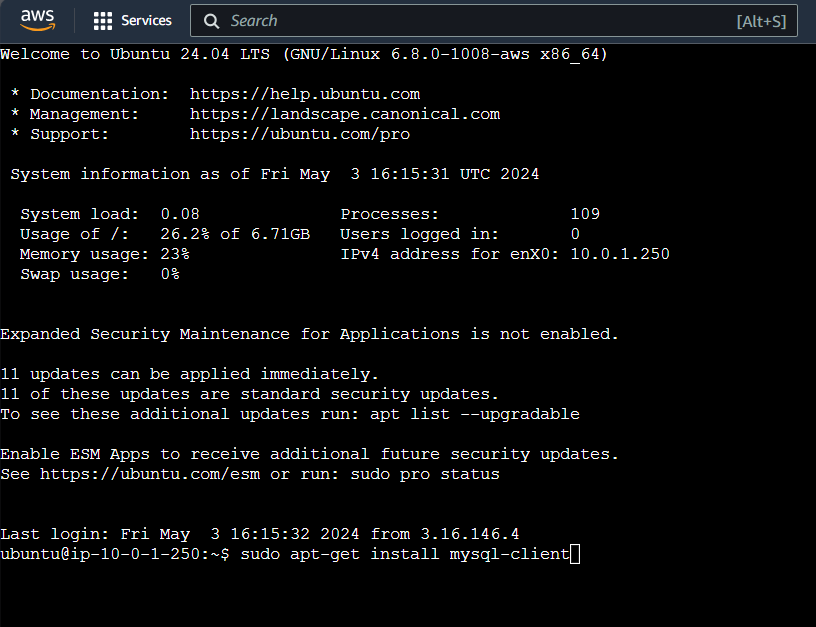 aws Services Search [Alt+S]
Welcome to Ubuntu 24.04 LTS (GNU/Linux 6.8.0-1008-aws x86_64)
* Documentation: https://help.ubuntu.com
* Management: https://landscape.canonical.com
* Support: https://ubuntu.com/pro
System information as of Fri May 3 16:15:31 UTC 2024
System load: 0.08 Processes: 109
Usage of /: 26.2% of 6.71GB Users logged in: 0
Memory usage: 23% IPv4 address for enX0: 10.0.1.250
Swap usage: 0%
Expanded Security Maintenance for Applications is not enabled.
11 updates can be applied immediately.
11 of these updates are standard security updates.
To see these additional updates run: apt list --upgradable
Enable ESM Apps to receive additional future security updates.
See https://ubuntu.com/esm or run: sudo pro status
Last login: Fri May 3 16:15:32 2024 from 3.16.146.4
ubuntu@ip-10-0-1-250:~$ sudo apt-get install mysql-client